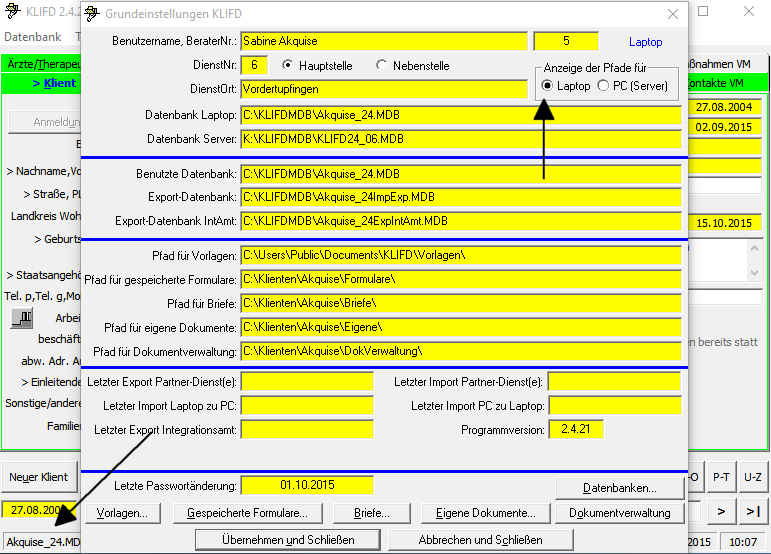 KLIFD 2.4.2
Grundeinstellungen KLIFD
Datenbank
Benutzername, BeraterNr.: Sabine Akquise 5 Laptop
DienstNr: 6 Hauptstelle Nebenstelle
Anzeige der Pfade für
Laptop PC (Server)
DienstOrt: Vordertupfingen
Datenbank Laptop: C:\KLIFDMDB\Akquise_24.MDB
Datenbank Server: K:\KLIFDMDB\KLIFD24_06.MDB
Benutzte Datenbank: C:\KLIFDMDB\Akquise_24.MDB
Export-Datenbank: C:\KLIFDMDB\Akquise_24ImpExp.MDB
Export-Datenbank IntAmt: C:\KLIFDMDB\Akquise_24ExpIntAmt.MDB
Pfad für Vorlagen: C:\Users\Public\Documents\KLIFD\Vorlagen\
Pfad für gespeicherte Formulare: C:\Klienten\Akquise\Formulare\
Pfad für Briefe: C:\Klienten\Akquise\Briefe\
Pfad für eigene Dokumente: C:\Klienten\Akquise\Eigene\
Pfad für Dokumentverwaltung: C:\Klienten\Akquise\DokVerwaltung\
Letzter Export Partner-Dienst(e): Letzter Import Partner-Dienst(e):
Letzter Import Laptop zu PC: Letzter Import PC zu Laptop:
Letzter Export Integrationsamt: Programmversion: 2.4.21
Letzte Passwortänderung: 01.10.2015
Datenbanken...
Vorlagen... Gespeicherte Formulare... Briefe... Eigene Dokumente... Dokumentverwaltung
Übernehmen und Schließen Abbrechen und Schließen
Ärzte/Therapeu
> Klient
Anmeldun
> Nachname,Vo
> Straße, PL
Landkreis Woh
> Geburts
> Staatsangehö
Tel. p,Tel. g,Mo
Arbei
beschäft
abw. Adr. A
> Einleitende
Sonstige/andere
Familien
Neuer Klient
27.08.200
Akquise_24.MD
ßnahmen VM
ontakte VM
27.08.2004
02.09.2015
15.10.2015
en bereits statt
-O P-T U-Z
> >|
2015 10:07